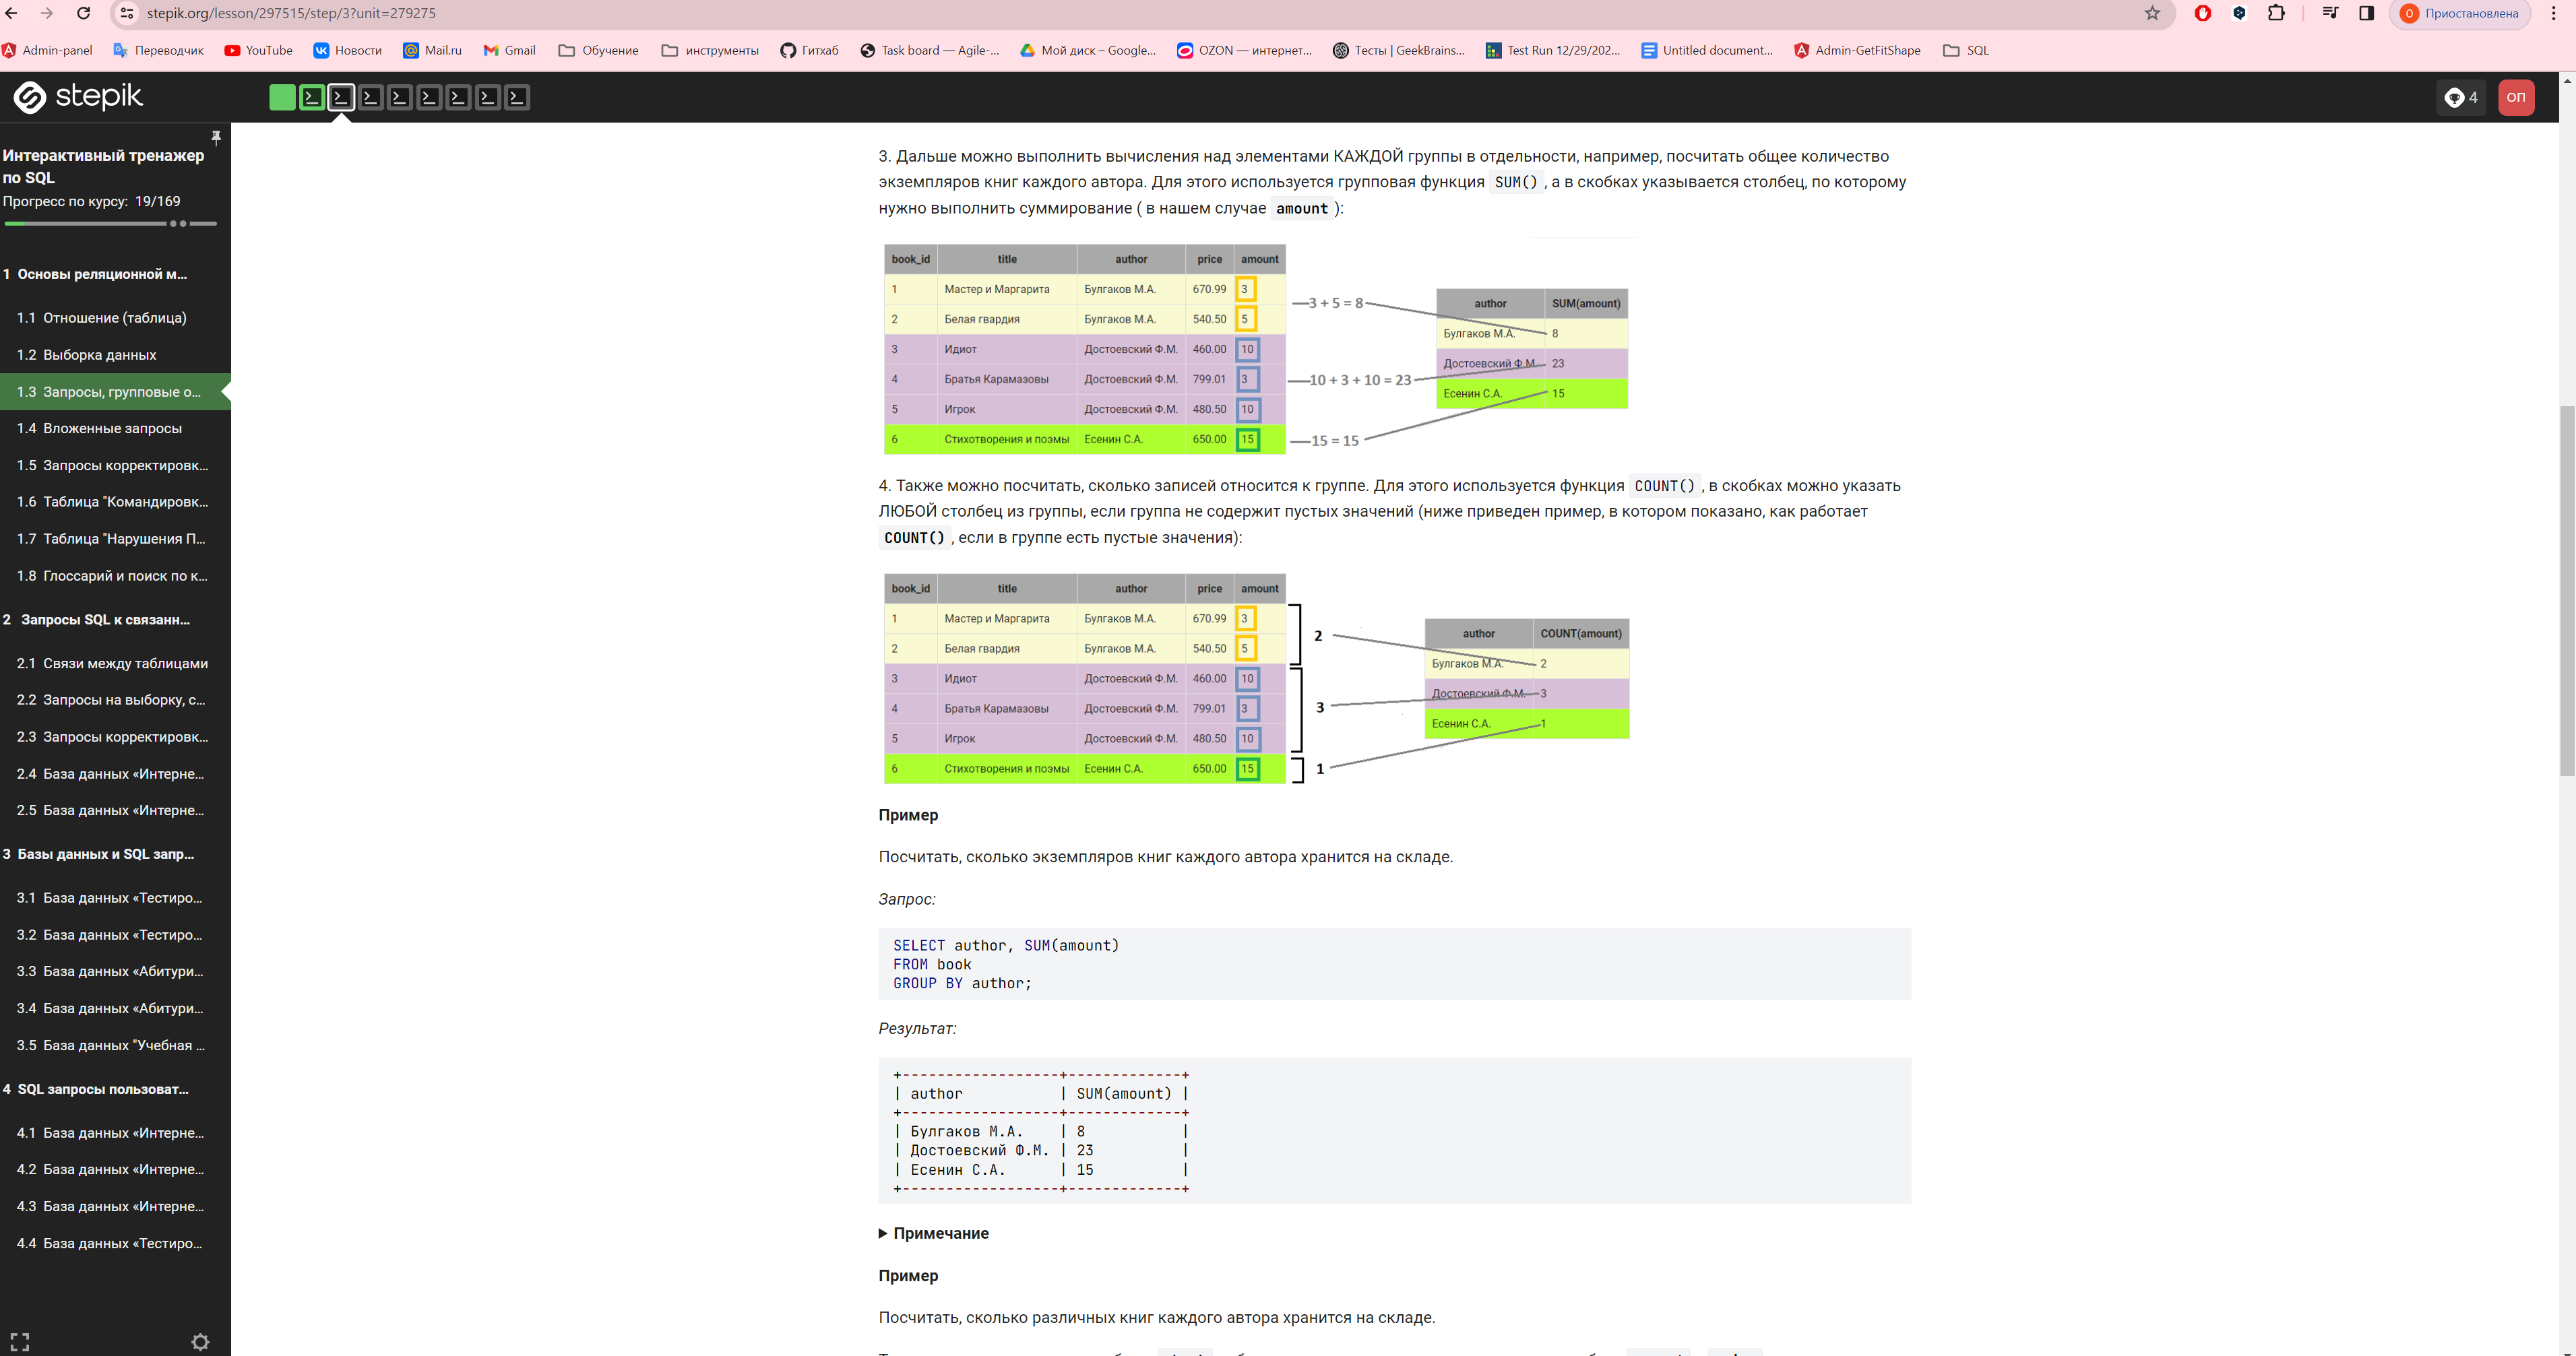 stepik.org/lesson/297515/step/3?unit=279275
О Приостановлена
Admin-panel Переводчик YouTube Новости Mail.ru Gmail Обучение инструменты Гитхаб Task board — Agile-... Мой диск – Google... OZON — интернет... Тесты | GeekBrains... Test Run 12/29/202... Untitled document... Admin-GetFitShape SQL
stepik
4 ОП
Интерактивный тренажер
по SQL
Прогресс по курсу: 19/169
1 Основы реляционной м...
1.1 Отношение (таблица)
1.2 Выборка данных
1.3 Запросы, групповые о...
1.4 Вложенные запросы
1.5 Запросы корректировк...
1.6 Таблица "Командировк...
1.7 Таблица "Нарушения П...
1.8 Глоссарий и поиск по к...
2 Запросы SQL к связанн...
2.1 Связи между таблицами
2.2 Запросы на выборку, с...
2.3 Запросы корректировк...
2.4 База данных «Интерне...
2.5 База данных «Интерне...
3 Базы данных и SQL запр...
3.1 База данных «Тестиро...
3.2 База данных «Тестиро...
3.3 База данных «Абитури...
3.4 База данных «Абитури...
3.5 База данных "Учебная ...
4 SQL запросы пользоват...
4.1 База данных «Интерне...
4.2 База данных «Интерне...
4.3 База данных «Интерне...
4.4 База данных «Тестиро...
3. Дальше можно выполнить вычисления над элементами КАЖДОЙ группы в отдельности, например, посчитать общее количество
экземпляров книг каждого автора. Для этого используется групповая функция SUM() , а в скобках указывается столбец, по которому
нужно выполнить суммирование ( в нашем случае amount ):
book_id title author price amount
1 Мастер и Маргарита Булгаков М.А. 670.99 3
2 Белая гвардия Булгаков М.А. 540.50 5
3 Идиот Достоевский Ф.М. 460.00 10
4 Братья Карамазовы Достоевский Ф.М. 799.01 3
5 Игрок Достоевский Ф.М. 480.50 10
6 Стихотворения и поэмы Есенин С.А. 650.00 15
3 + 5 = 8
10 + 3 + 10 = 23
15 = 15
author SUM(amount)
Булгаков М.А. 8
Достоевский Ф.М. 23
Есенин С.А. 15
4. Также можно посчитать, сколько записей относится к группе. Для этого используется функция COUNT() , в скобках можно указать
ЛЮБОЙ столбец из группы, если группа не содержит пустых значений (ниже приведен пример, в котором показано, как работает
COUNT() , если в группе есть пустые значения):
book_id title author price amount
1 Мастер и Маргарита Булгаков М.А. 670.99 3
2 Белая гвардия Булгаков М.А. 540.50 5
3 Идиот Достоевский Ф.М. 460.00 10
4 Братья Карамазовы Достоевский Ф.М. 799.01 3
5 Игрок Достоевский Ф.М. 480.50 10
6 Стихотворения и поэмы Есенин С.А. 650.00 15
2
3
1
author COUNT(amount)
Булгаков М.А. 2
Достоевский Ф.М. 3
Есенин С.А. 1
Пример
Посчитать, сколько экземпляров книг каждого автора хранится на складе.
Запрос:
SELECT author, SUM(amount)
FROM book
GROUP BY author;
Результат:
+------------------+-------------+
| author | SUM(amount) |
+------------------+-------------+
| Булгаков М.А. | 8 |
| Достоевский Ф.М. | 23 |
| Есенин С.А. | 15 |
+------------------+-------------+
Примечание
Пример
Посчитать, сколько различных книг каждого автора хранится на складе.